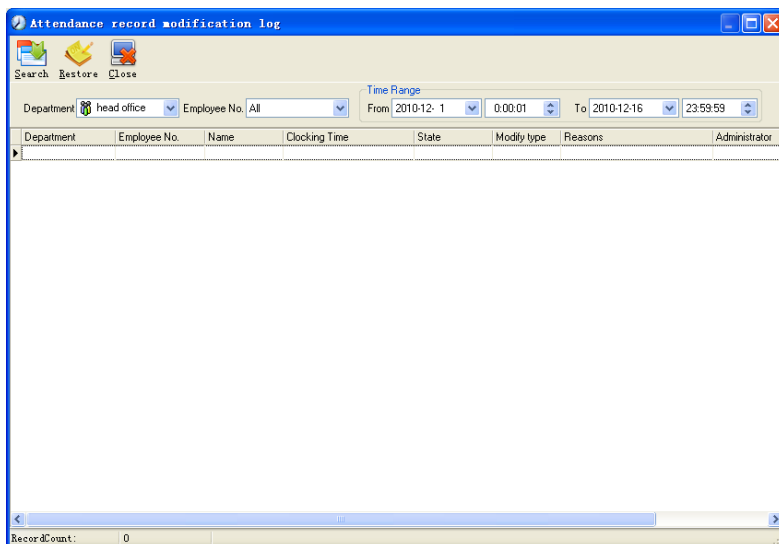 Attendance record modification log
Search Restore Close
Time Range
Department head office Employee No. All From 2010-12- 1 0:00:01 To 2010-12-16 23:59:59
Department Employee No. Name Clocking Time State Modify type Reasons Administrator
RecordCount: 0